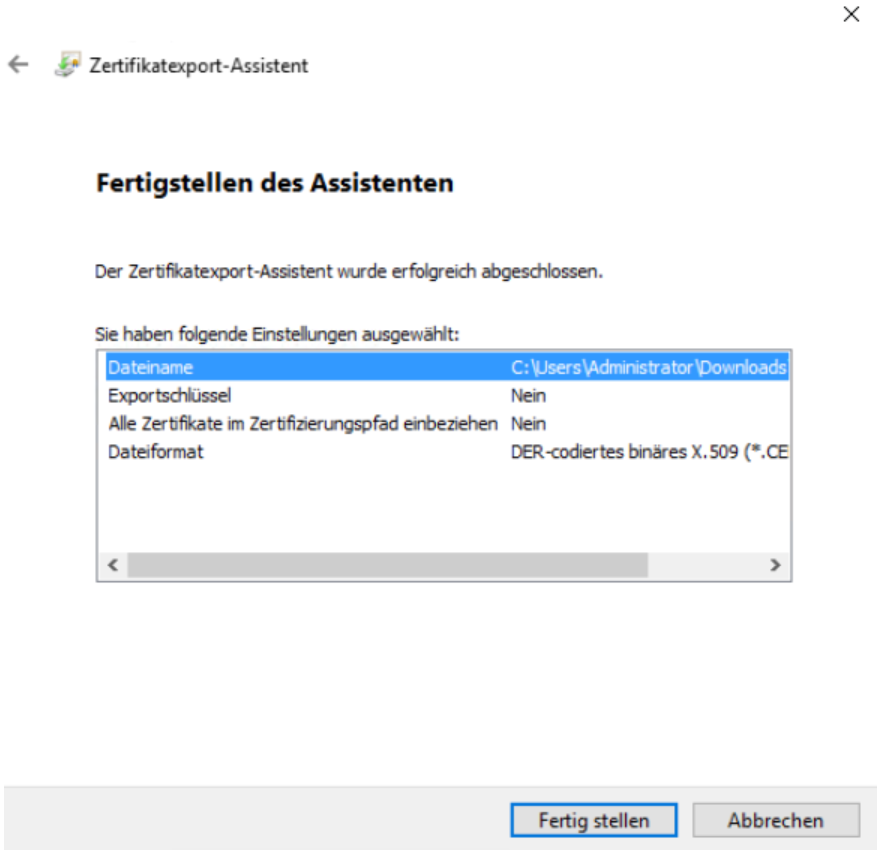 Zertifikatexport-Assistent
Fertigstellen des Assistenten
Der Zertifikatexport-Assistent wurde erfolgreich abgeschlossen.
Sie haben folgende Einstellungen ausgewählt:
Dateiname C:\Users\Administrator\Downloads
Exportschlüssel Nein
Alle Zertifikate im Zertifizierungspfad einbeziehen Nein
Dateiformat DER-codiertes binäres X.509 (*.CE
Fertig stellen Abbrechen